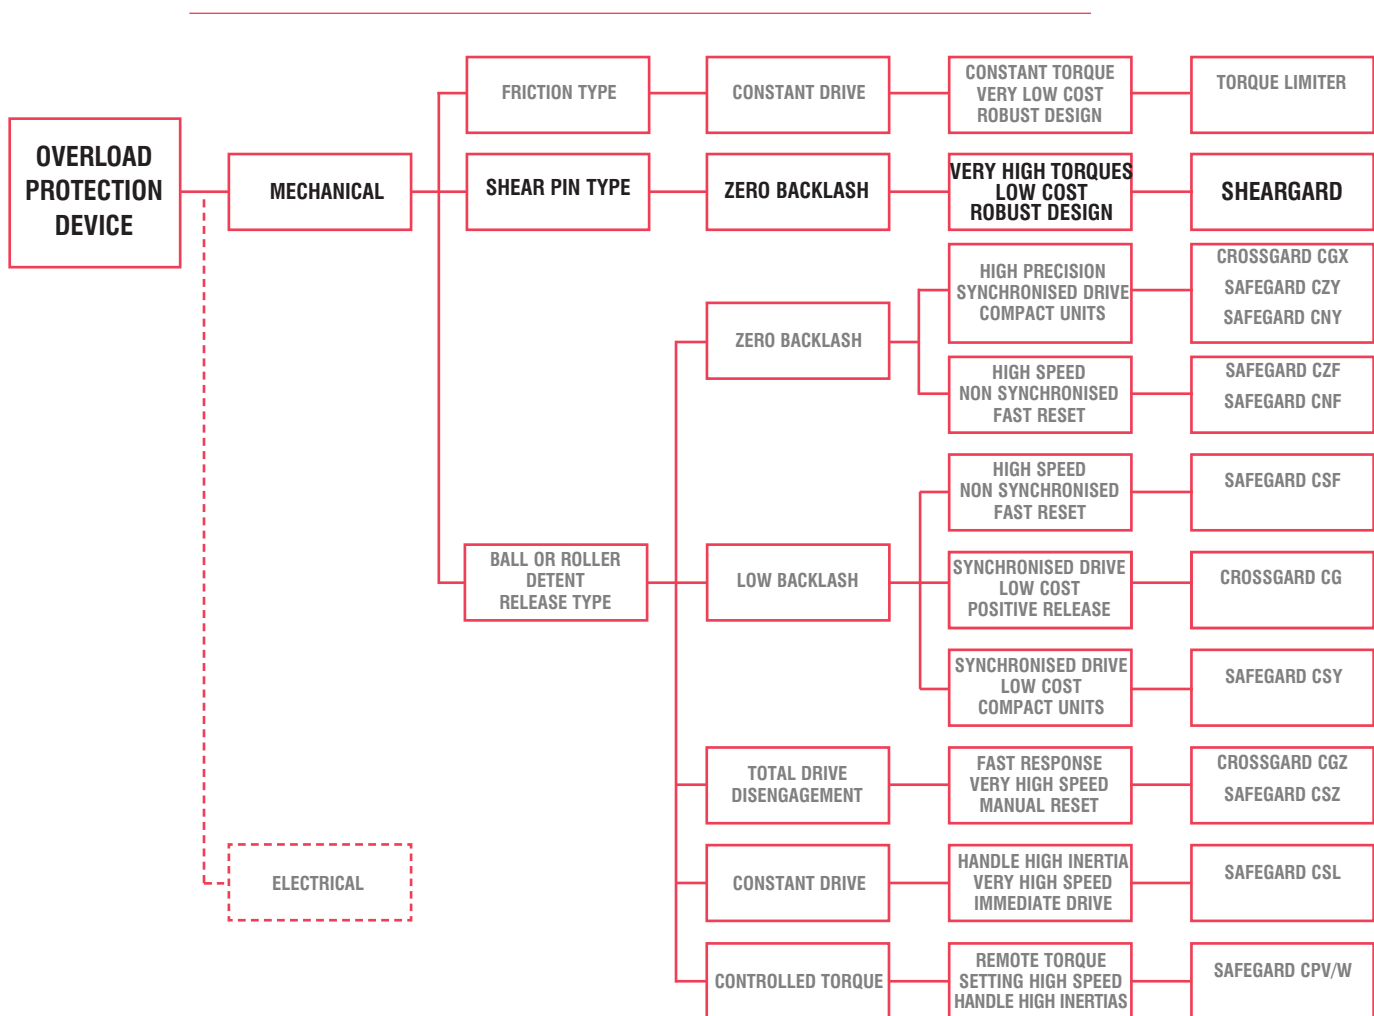 OVERLOAD
PROTECTION
DEVICE
MECHANICAL
ELECTRICAL
FRICTION TYPE
CONSTANT DRIVE
CONSTANT TORQUE
VERY LOW COST
ROBUST DESIGN
TORQUE LIMITER
SHEAR PIN TYPE
ZERO BACKLASH
VERY HIGH TORQUES
LOW COST
ROBUST DESIGN
SHEARGARD
BALL OR ROLLER
DETENT
RELEASE TYPE
ZERO BACKLASH
HIGH PRECISION
SYNCHRONISED DRIVE
COMPACT UNITS
CROSSGARD CGX
SAFEGARD CZY
SAFEGARD CNY
HIGH SPEED
NON SYNCHRONISED
FAST RESET
SAFEGARD CZF
SAFEGARD CNF
LOW BACKLASH
HIGH SPEED
NON SYNCHRONISED
FAST RESET
SAFEGARD CSF
SYNCHRONISED DRIVE
LOW COST
POSITIVE RELEASE
CROSSGARD CG
SYNCHRONISED DRIVE
LOW COST
COMPACT UNITS
SAFEGARD CSY
TOTAL DRIVE
DISENGAGEMENT
FAST RESPONSE
VERY HIGH SPEED
MANUAL RESET
CROSSGARD CGZ
SAFEGARD CSZ
CONSTANT DRIVE
HANDLE HIGH INERTIA
VERY HIGH SPEED
IMMEDIATE DRIVE
SAFEGARD CSL
CONTROLLED TORQUE
REMOTE TORQUE
SETTING HIGH SPEED
HANDLE HIGH INERTIAS
SAFEGARD CPV/W